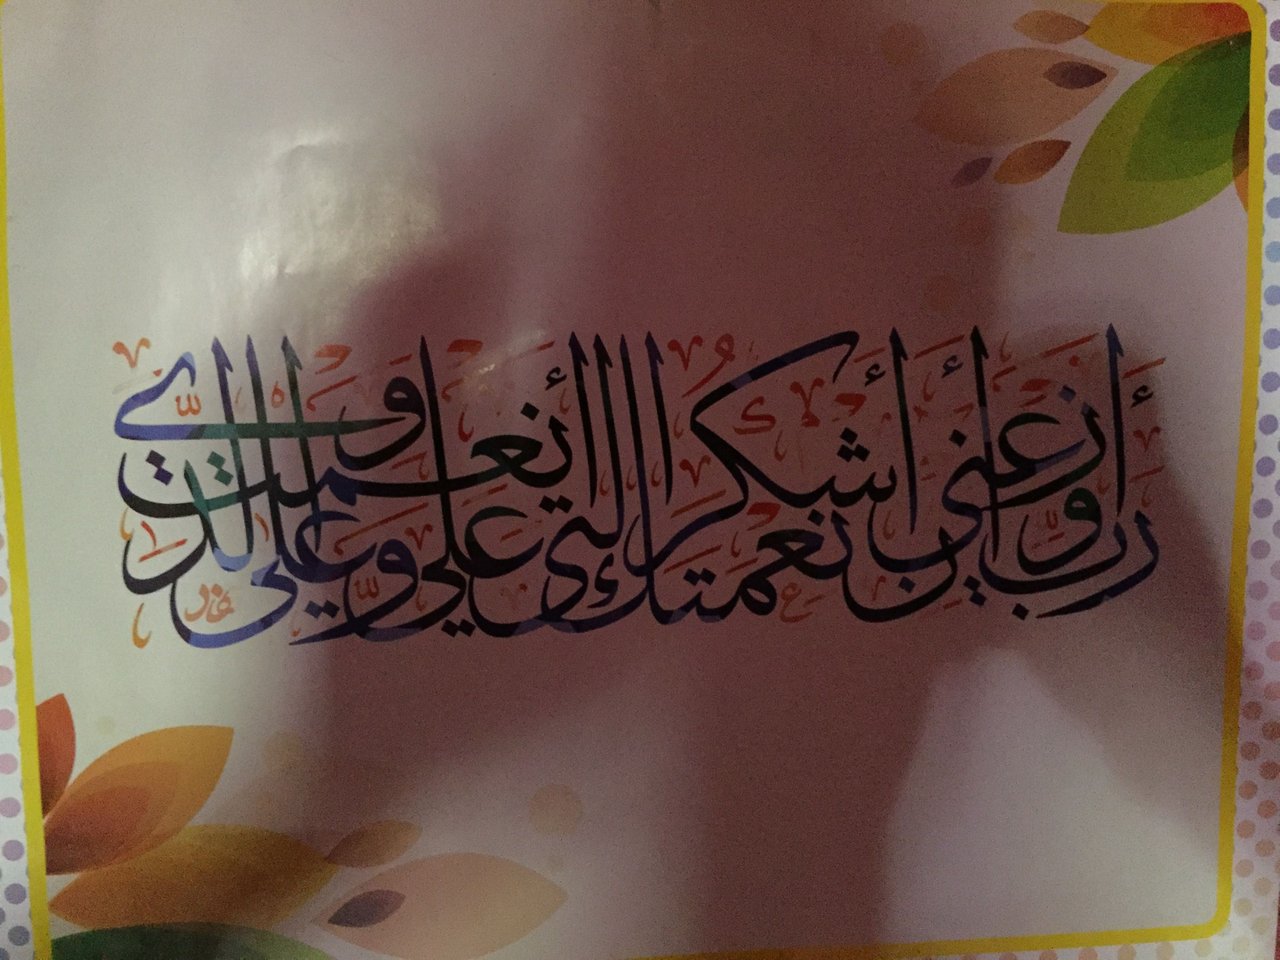 رب أوزعني أن أشكر نعمتك التي أنعمت علي وعلى والدي